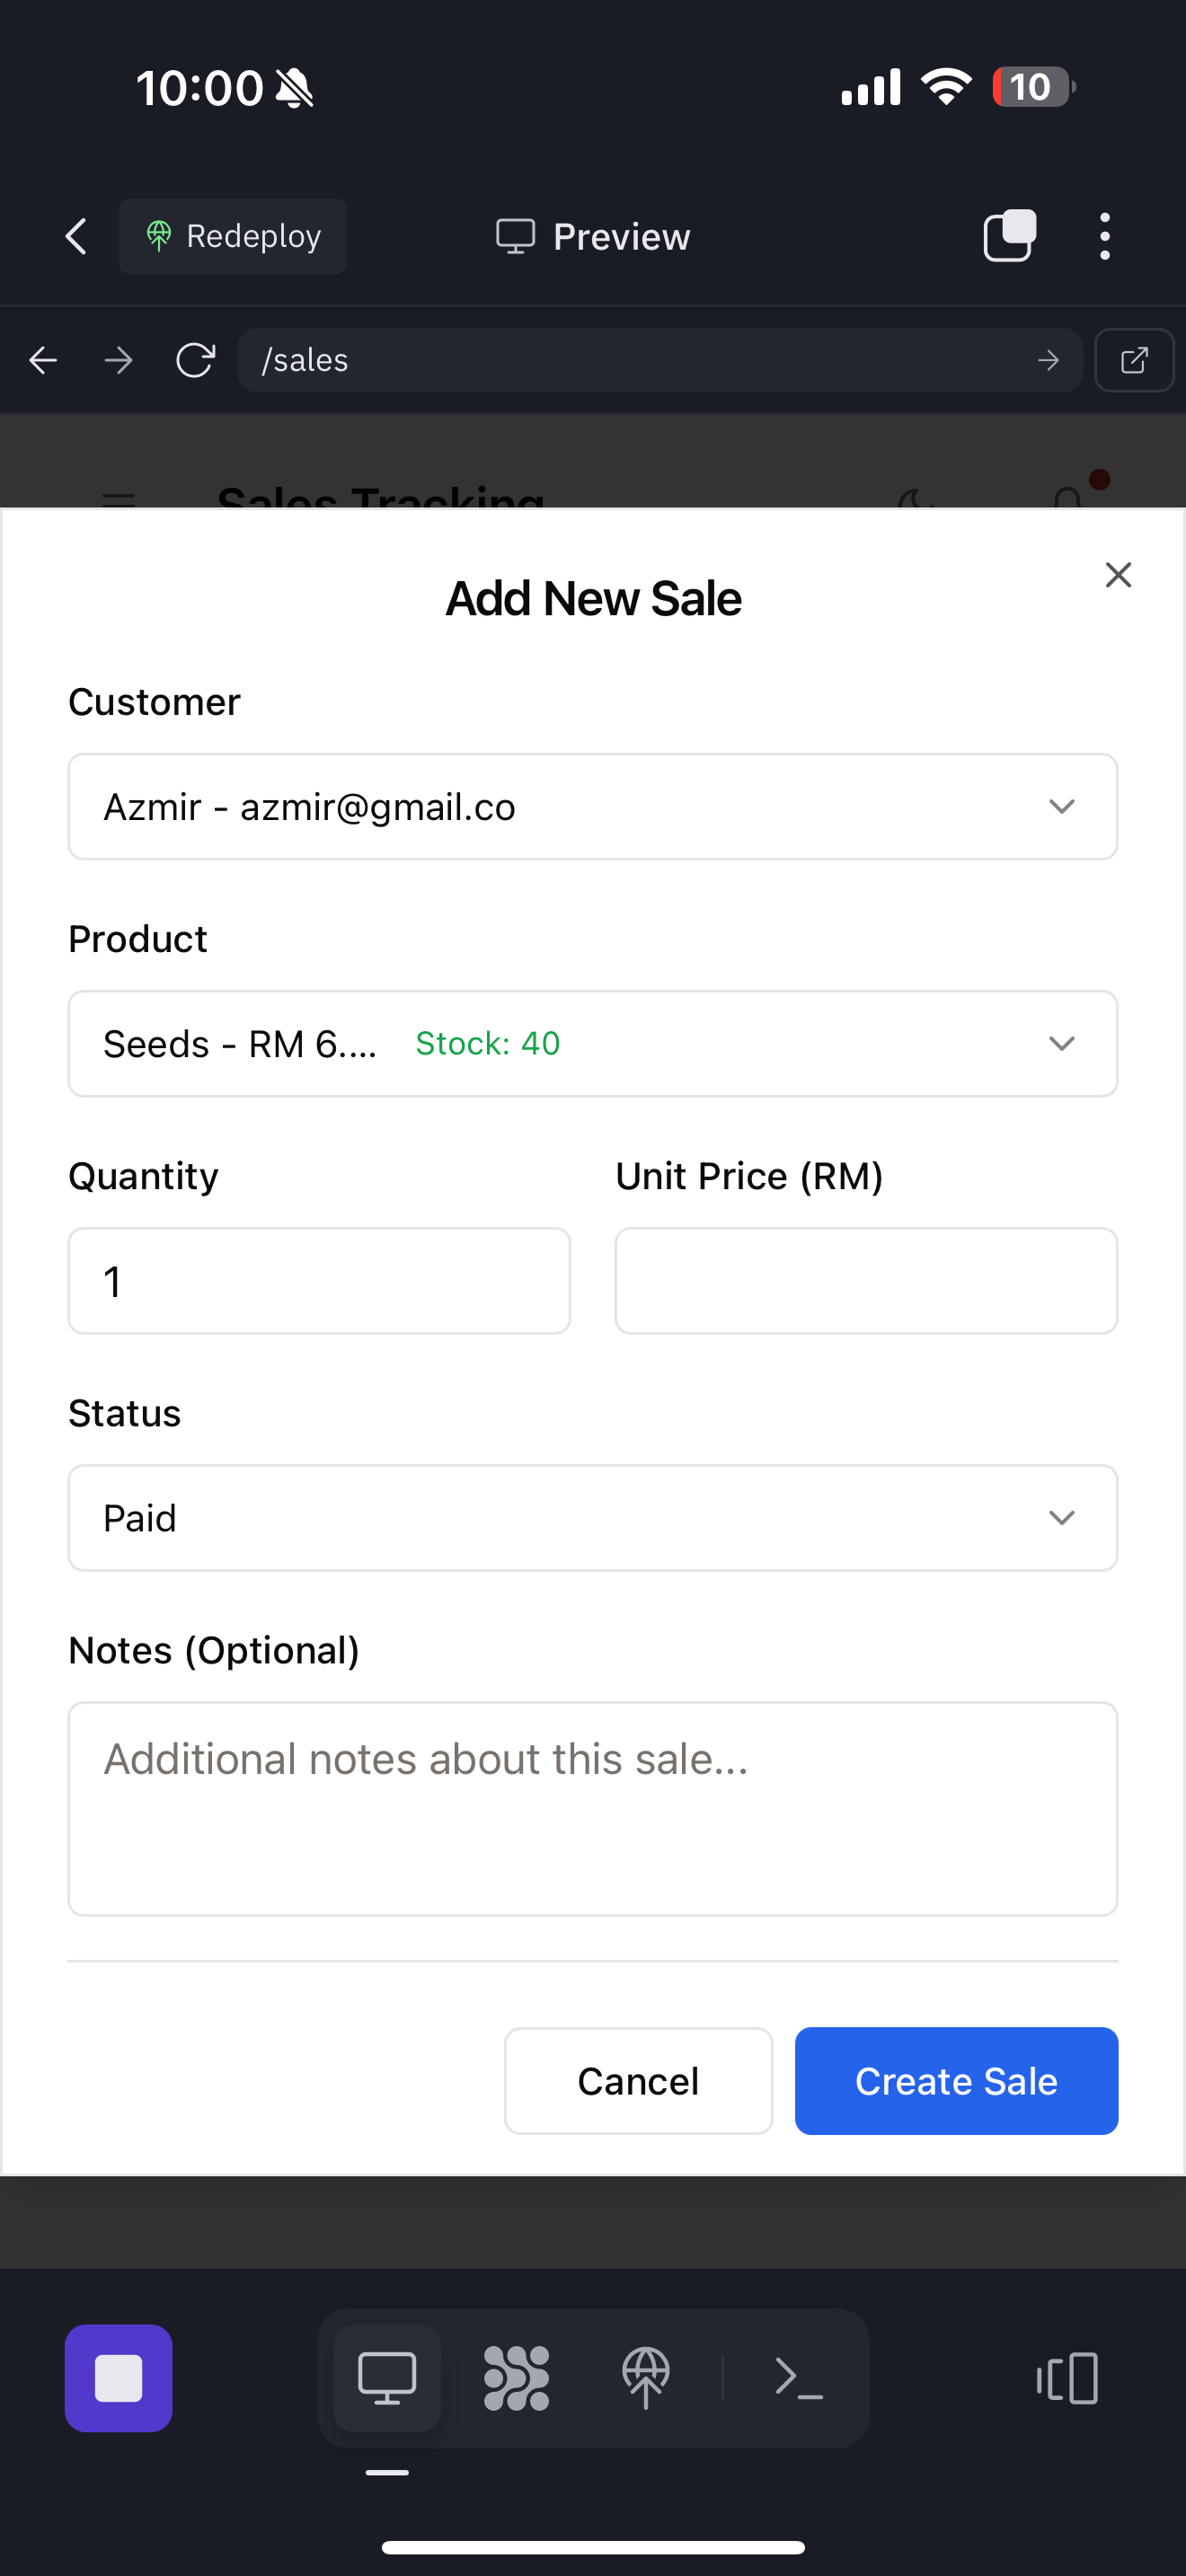 10:00
10
Redeploy
Preview
/sales
Sales Tracking
Add New Sale
Customer
Azmir - azmir@gmail.co
Product
Seeds - RM 6.... Stock: 40
Quantity
Unit Price (RM)
1
Status
Paid
Notes (Optional)
Additional notes about this sale...
Cancel
Create Sale